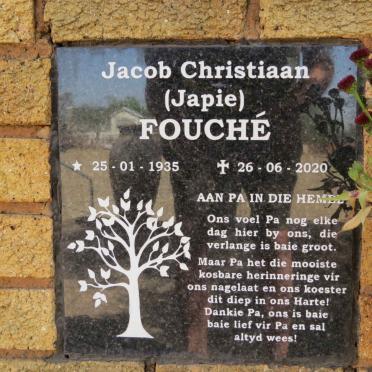 Jacob Christiaan
(Japie)
FOUCHÉ
25 - 01 - 1935 26 - 06 - 2020
AAN PA IN DIE HEMEL
Ons voel Pa nog elke
dag hier by ons, die
verlange is baie groot.
Maar Pa het die mooiste
kosbare herinneringe vir
ons nagelaat en ons koester
dit diep in ons Harte!
Dankie Pa, ons is baie
baie lief vir Pa en sal
altyd wees!